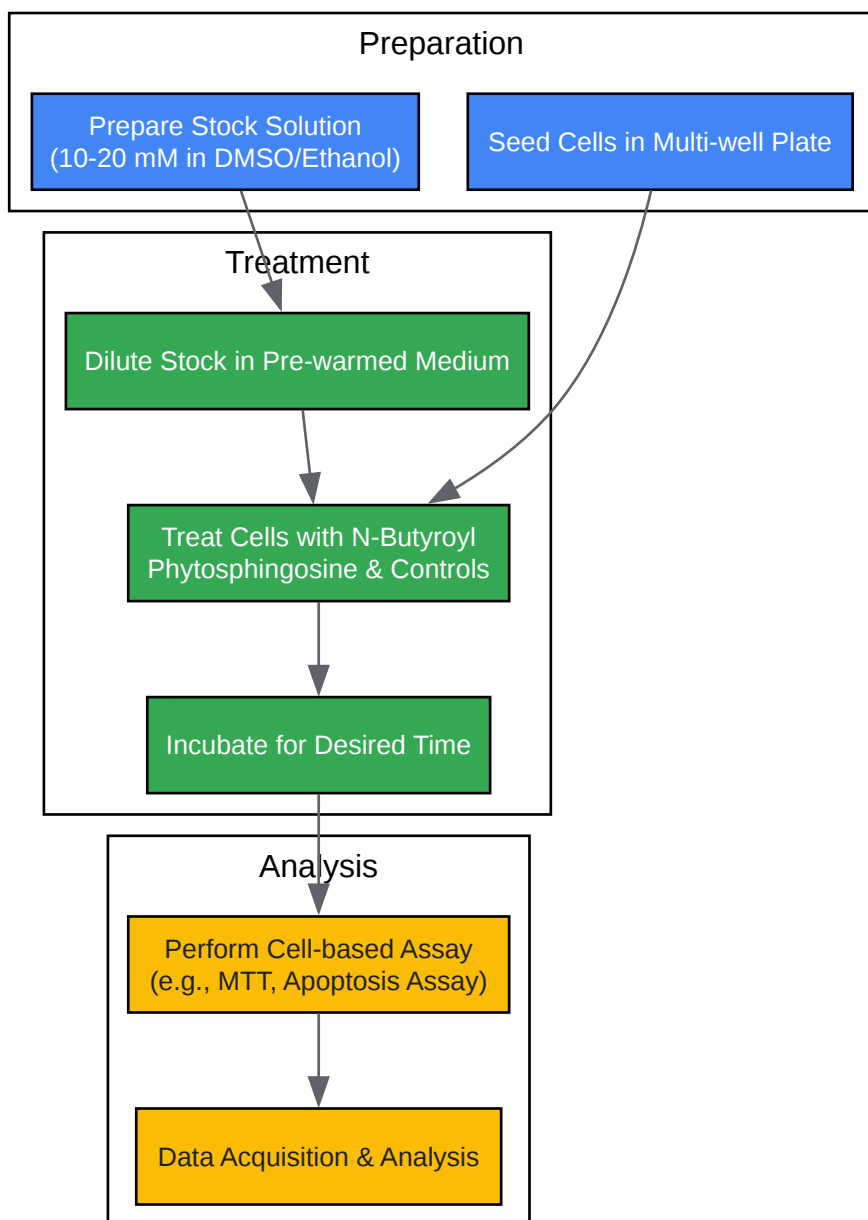 Preparation
Prepare Stock Solution
(10-20 mM in DMSO/Ethanol)
Seed Cells in Multi-well Plate
Treatment
Dilute Stock in Pre-warmed Medium
Treat Cells with N-Butyroyl
Phytosphingosine & Controls
Incubate for Desired Time
Analysis
Perform Cell-based Assay
(e.g., MTT, Apoptosis Assay)
Data Acquisition & Analysis